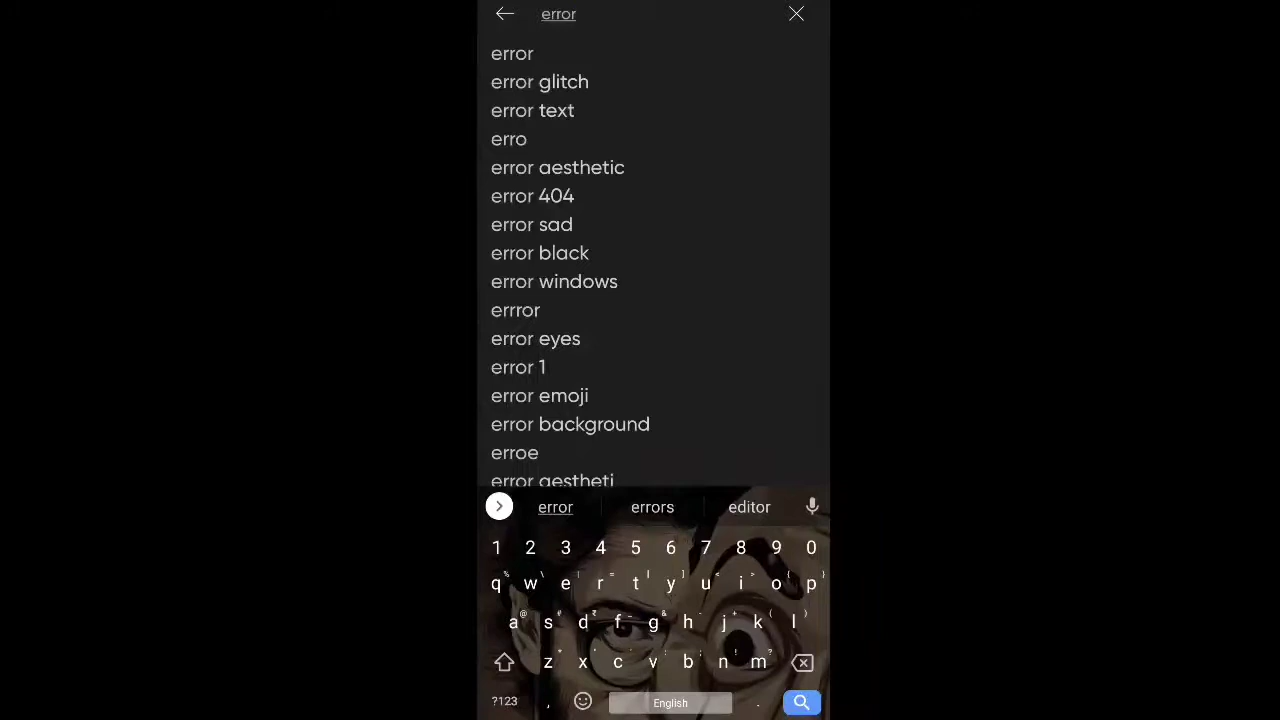 error
error
error glitch
error text
erro
error aesthetic
error 404
error sad
error black
error windows
errror
error eyes
error 1
error emoji
error background
erroe
error aestheti
error errors editor
1 2 3 4 5 6 7 8 9 0
q w e r t y u i o p
a s d f g h j k l
z x c v b n m
?123 , English .